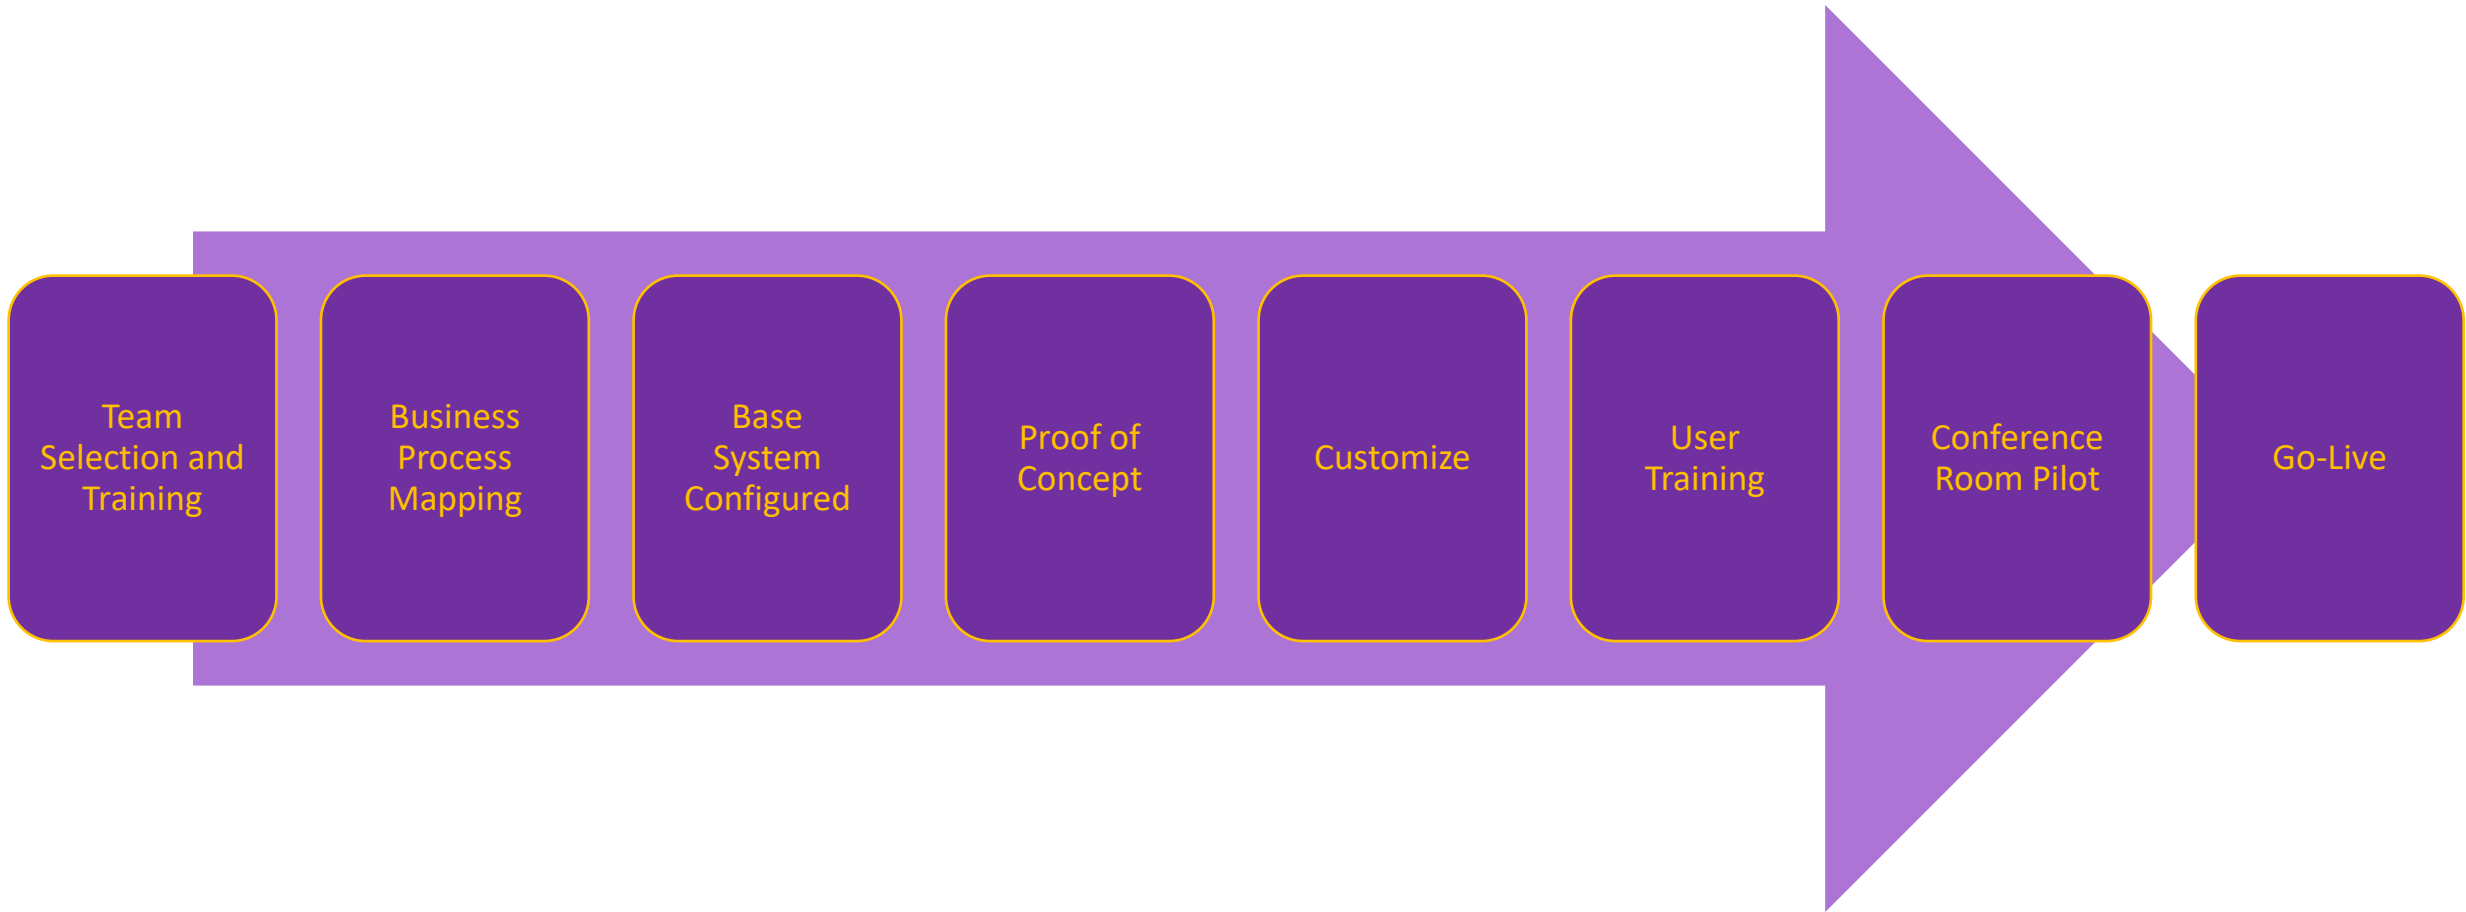 Team
Selection and
Training
Business
Process
Mapping
Base
System
Configured
Proof of
Concept
Customize
User
Training
Conference
Room Pilot
Go-Live